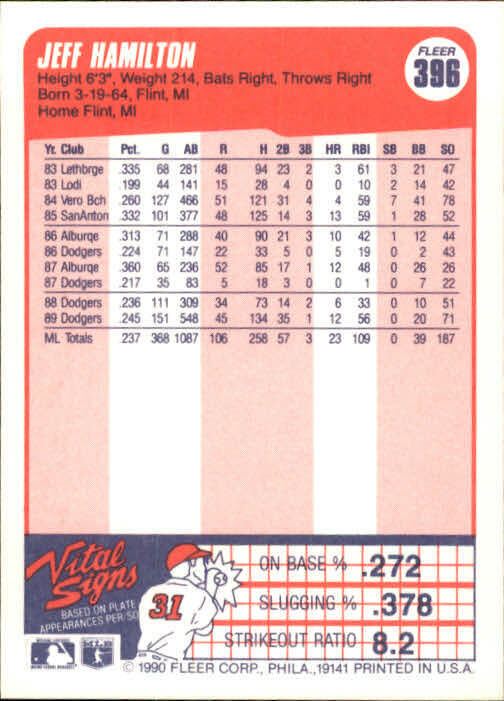 JEFF HAMILTON
Height 6'3", Weight 214, Bats Right, Throws Right
Born 3-19-64, Flint, MI
Home Flint, MI
FLEER
396
Yr. Club Pct. G AB R H 2B 3B HR RBI SB BB SO
83 Lethbrge .335 68 281 48 94 23 2 3 61 3 21 47
83 Lodi .199 44 141 15 28 4 0 0 10 2 14 42
84 Vero Bch .260 127 466 51 121 31 4 4 59 7 41 78
85 SanAnton .332 101 377 48 125 14 3 13 59 1 28 52
86 Alburqe .313 71 288 40 90 21 3 10 42 1 12 44
86 Dodgers .224 71 147 22 33 5 0 5 19 0 2 43
87 Alburqe .360 65 236 52 85 17 1 12 48 0 26 26
87 Dodgers .217 35 83 5 18 3 0 0 1 0 7 22
88 Dodgers .236 111 309 34 73 14 2 6 33 0 10 51
89 Dodgers .245 151 548 45 134 35 1 12 56 0 20 71
ML Totals .237 368 1087 106 258 57 3 23 109 0 39 187
Vital
Signs
BASED ON PLATE
APPEARANCES PER/SO
31
ON BASE % .272
SLUGGING % .378
STRIKEOUT RATIO 8.2
© 1990 FLEER CORP., PHILA., 19141 PRINTED IN U.S.A.